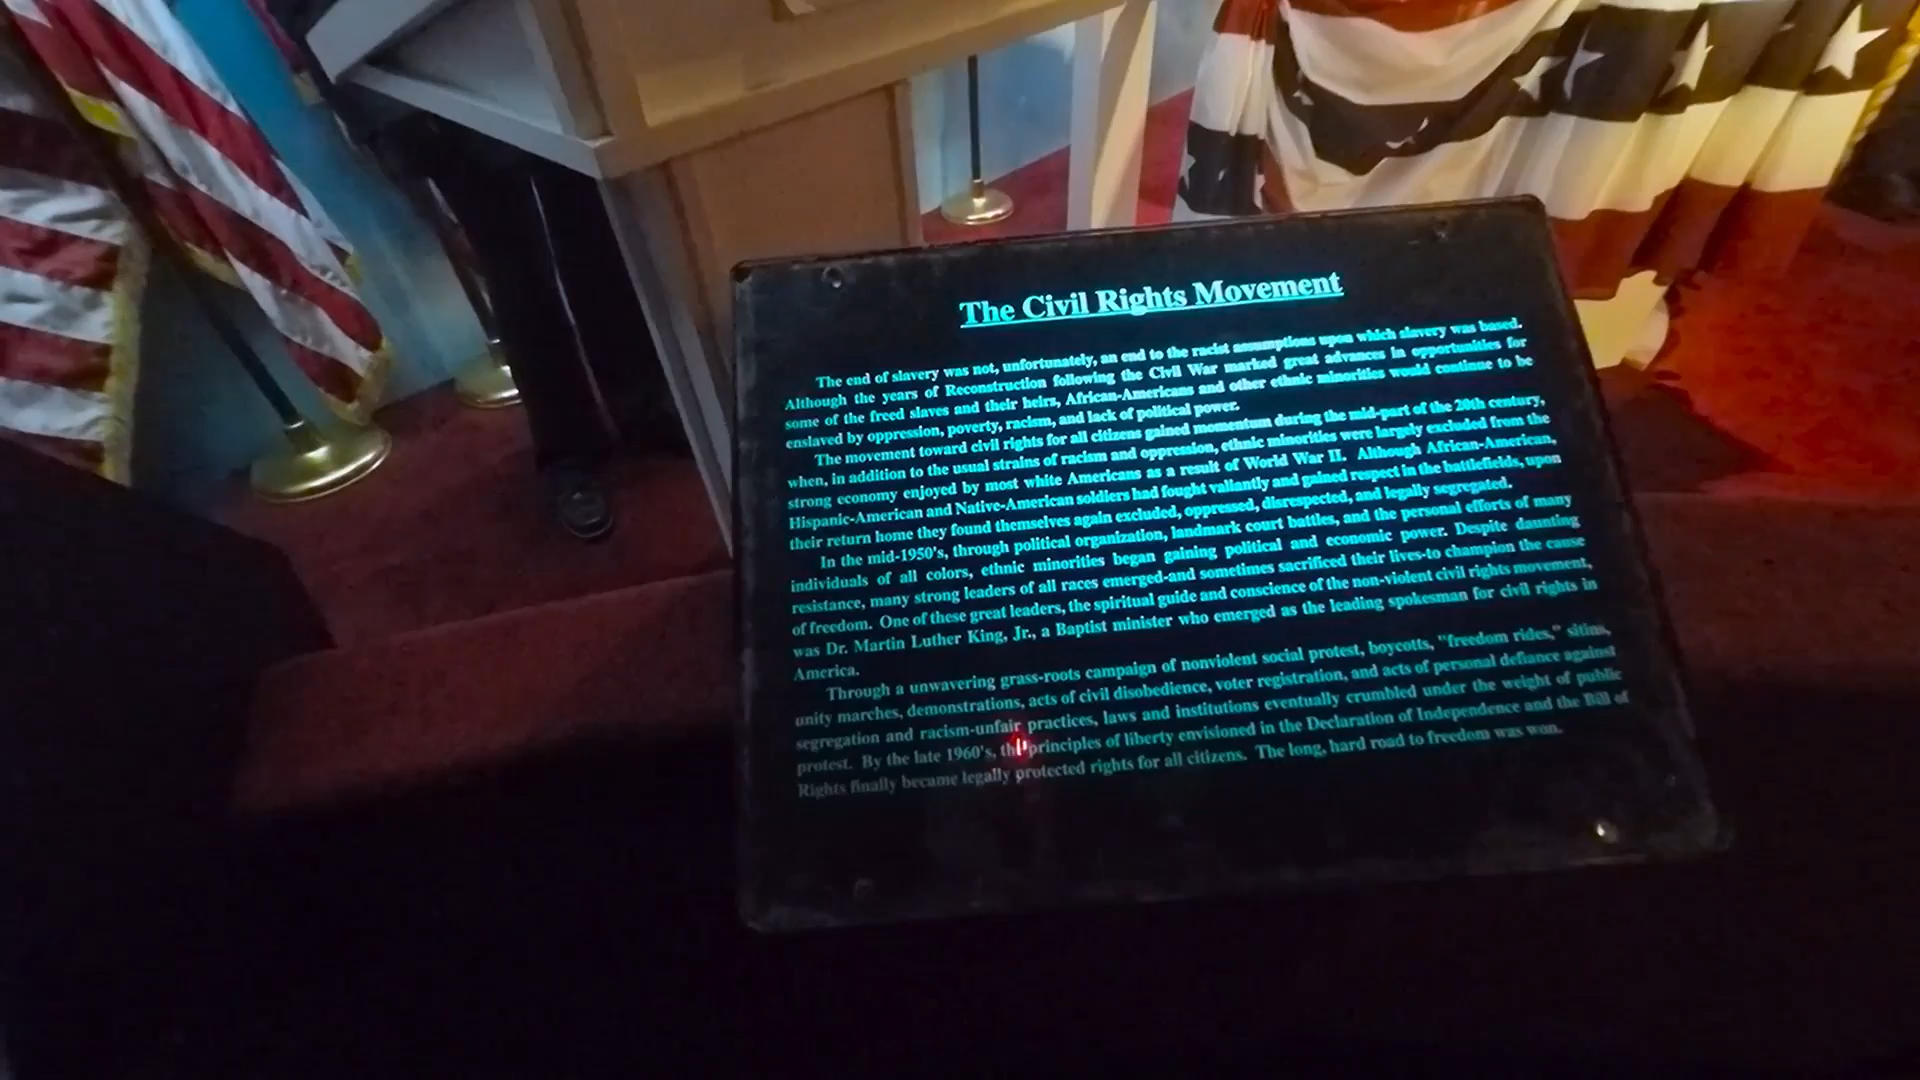 The Civil Rights Movement
The end of slavery was not, unfortunately, an end to the racist assumptions upon which slavery was based.
Although the years of Reconstruction following the Civil War marked great advances in opportunities for
some of the freed slaves and their heirs, African-Americans and other ethnic minorities would continue to be
enslaved by oppression, poverty, racism, and lack of political power.
The movement toward civil rights for all citizens gained momentum during the mid-part of the 20th century,
when, in addition to the usual strains of racism and oppression, ethnic minorities were largely excluded from the
strong economy enjoyed by most white Americans as a result of World War II. Although African-American,
Hispanic-American and Native-American soldiers had fought valiantly and gained respect in the battlefields, upon
their return home they found themselves again excluded, oppressed, disrespected, and legally segregated.
In the mid-1950's, through political organization, landmark court battles, and the personal efforts of many
individuals of all colors, ethnic minorities began gaining political and economic power. Despite daunting
resistance, many strong leaders of all races emerged-and sometimes sacrificed their lives-to champion the cause
of freedom. One of these great leaders, the spiritual guide and conscience of the non-violent civil rights movement,
was Dr. Martin Luther King, Jr., a Baptist minister who emerged as the leading spokesman for civil rights in
America.
Through a unwavering grass-roots campaign of nonviolent social protest, boycotts, "freedom rides," sitins,
unity marches, demonstrations, acts of civil disobedience, voter registration, and acts of personal defiance against
segregation and racism-unfair practices, laws and institutions eventually crumbled under the weight of public
protest. By the late 1960's, the principles of liberty envisioned in the Declaration of Independence and the Bill of
Rights finally became legally protected rights for all citizens. The long, hard road to freedom was won.